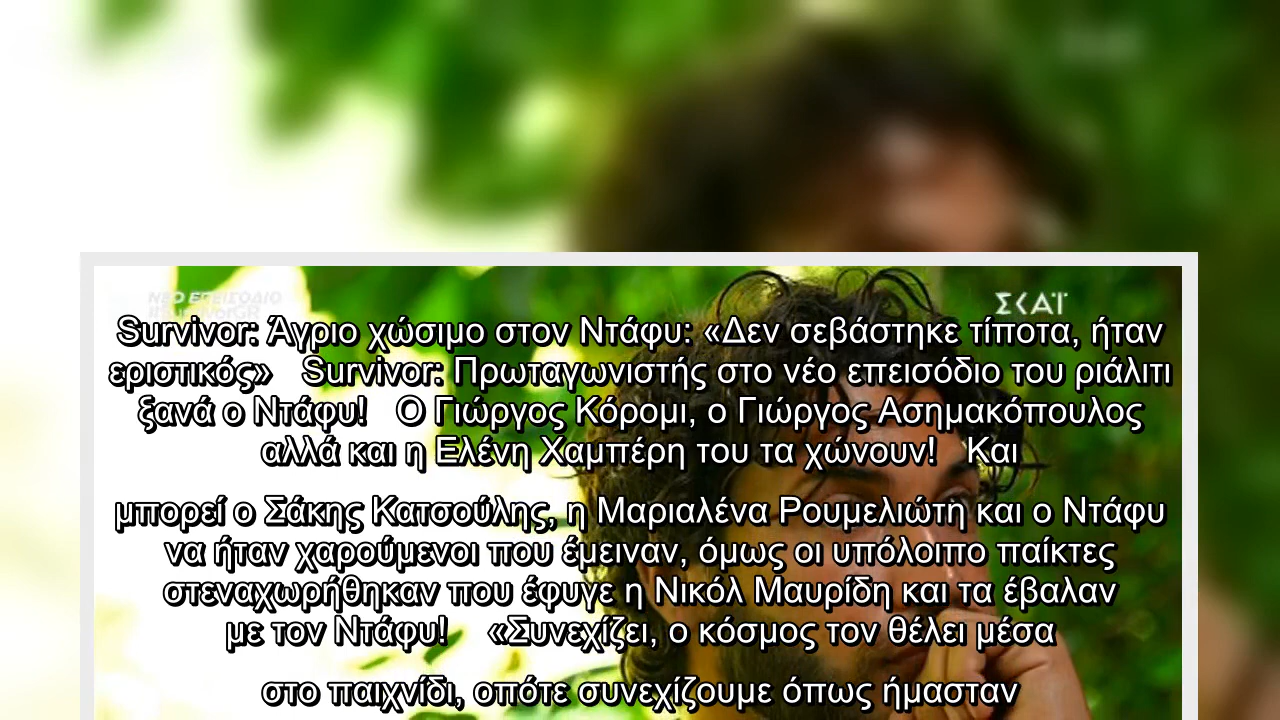 ΝΕΟ ΕΠΕΙΣΟΔΙΟ
#SurvivorGR
ΣΚΑΪ
Survivor: Άγριο χώσιμο στον Ντάφυ: «Δεν σεβάστηκε τίποτα, ήταν
εριστικός» Survivor: Πρωταγωνιστής στο νέο επεισόδιο του ριάλιτι
ξανά ο Ντάφυ! Ο Γιώργος Κόρομι, ο Γιώργος Ασημακόπουλος
αλλά και η Ελένη Χαμπέρη του τα χώνουν! Και
μπορεί ο Σάκης Κατσούλης, η Μαριαλένα Ρουμελιώτη και ο Ντάφυ
να ήταν χαρούμενοι που έμειναν, όμως οι υπόλοιπο παίκτες
στεναχωρήθηκαν που έφυγε η Νικόλ Μαυρίδη και τα έβαλαν
με τον Ντάφυ! «Συνεχίζει, ο κόσμος τον θέλει μέσα
στο παιχνίδι, οπότε συνεχίζουμε όπως ήμασταν